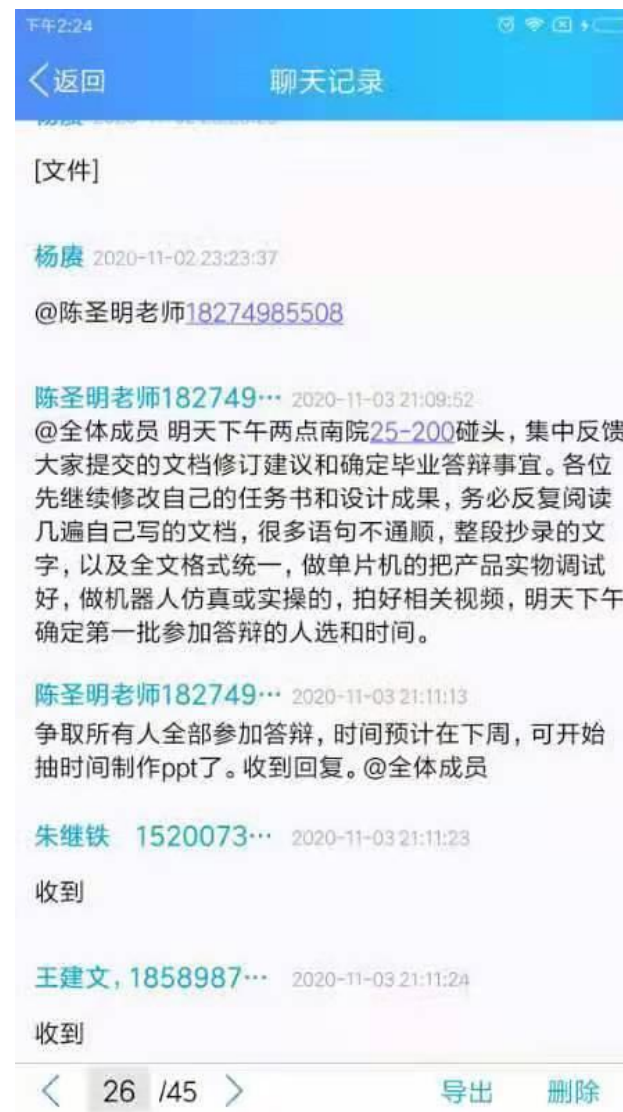 下午2:24
返回
聊天记录
[文件]
杨赓 2020-11-02 23:23:37
@陈圣明老师18274985508
陈圣明老师182749… 2020-11-03 21:09:52
@全体成员 明天下午两点南院25-200碰头，集中反馈
大家提交的文档修订建议和确定毕业答辩事宜。各位
先继续修改自己的任务书和设计成果，务必反复阅读
几遍自己写的文档，很多语句不通顺，整段抄录的文
字，以及全文格式统一，做单片机的把产品实物调试
好，做机器人仿真或实操的，拍好相关视频，明天下午
确定第一批参加答辩的人选和时间。
陈圣明老师182749… 2020-11-03 21:11:13
争取所有人全部参加答辩，时间预计在下周，可开始
抽时间制作ppt了。收到回复。@全体成员
朱继铁 1520073… 2020-11-03 21:11:23
收到
王建文，1858987… 2020-11-03 21:11:24
收到
26 /45
导出 删除